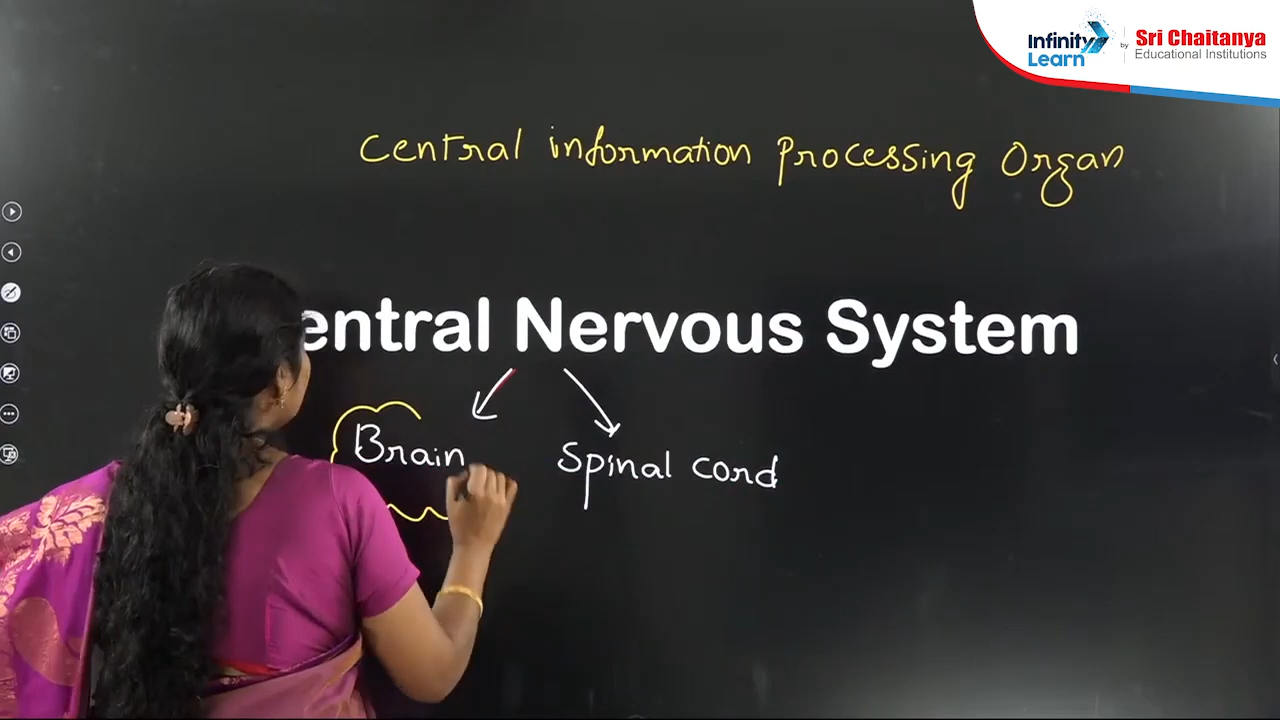 Infinity Learn by Sri Chaitanya Educational Institutions
Central information Processing Organ
entral Nervous System
Brain
Spinal cord